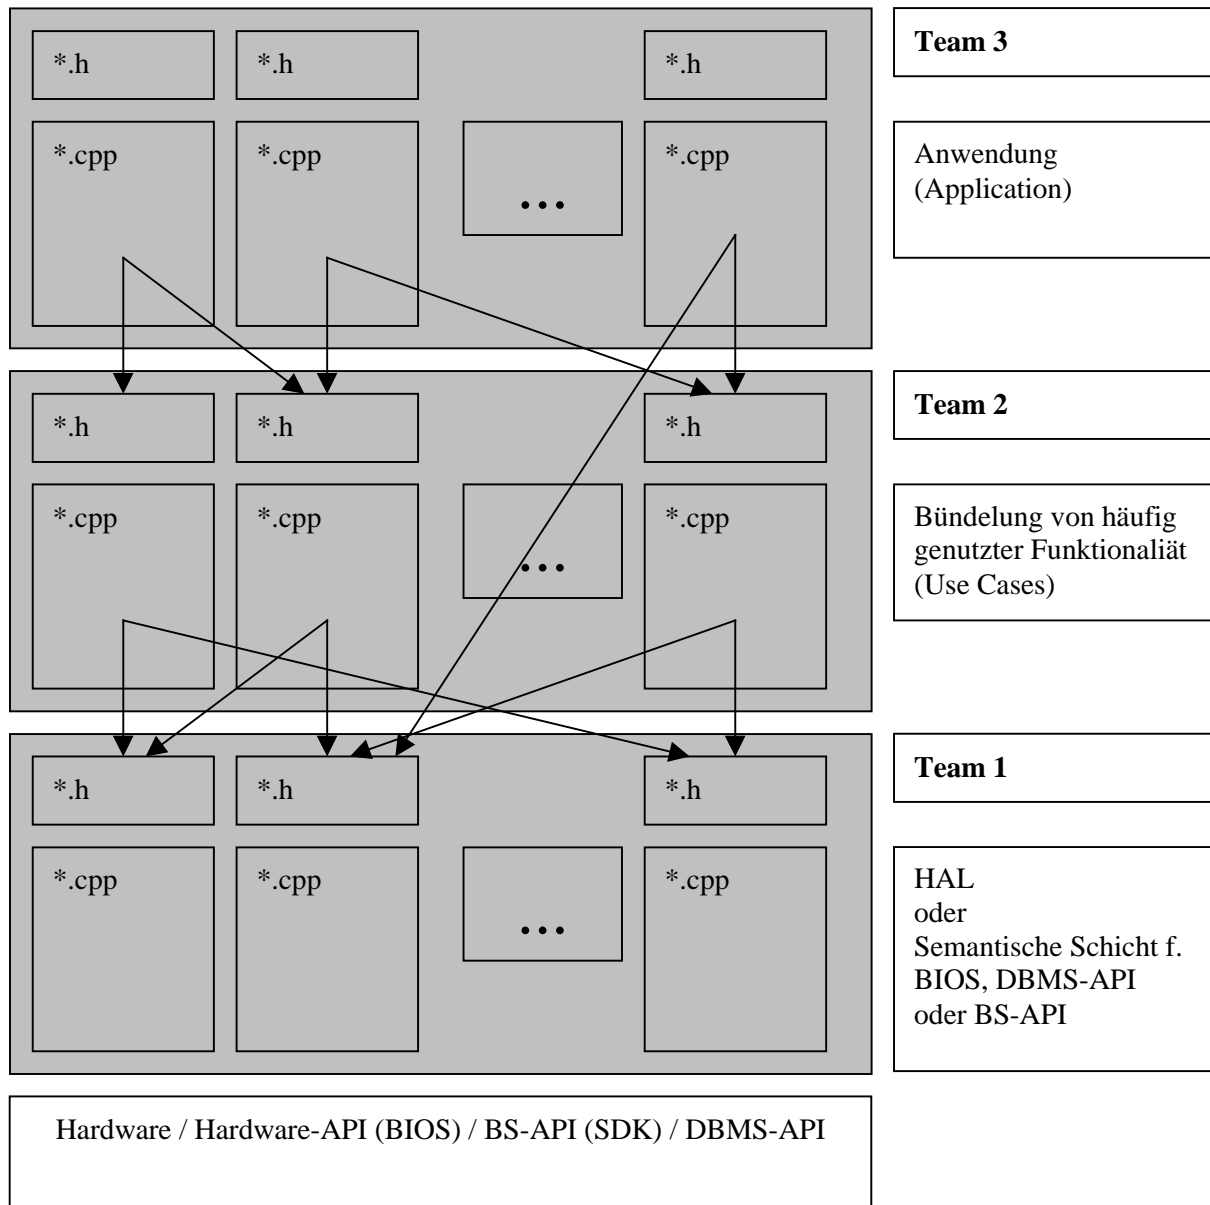 *.h *.h *.h
Team 3
*.cpp *.cpp ... *.cpp
Anwendung
(Application)
*.h *.h *.h
Team 2
*.cpp *.cpp ... *.cpp
Bündelung von häufig
genutzter Funktionaliät
(Use Cases)
*.h *.h *.h
Team 1
*.cpp *.cpp ... *.cpp
HAL
oder
Semantische Schicht f.
BIOS, DBMS-API
oder BS-API
Hardware / Hardware-API (BIOS) / BS-API (SDK) / DBMS-API